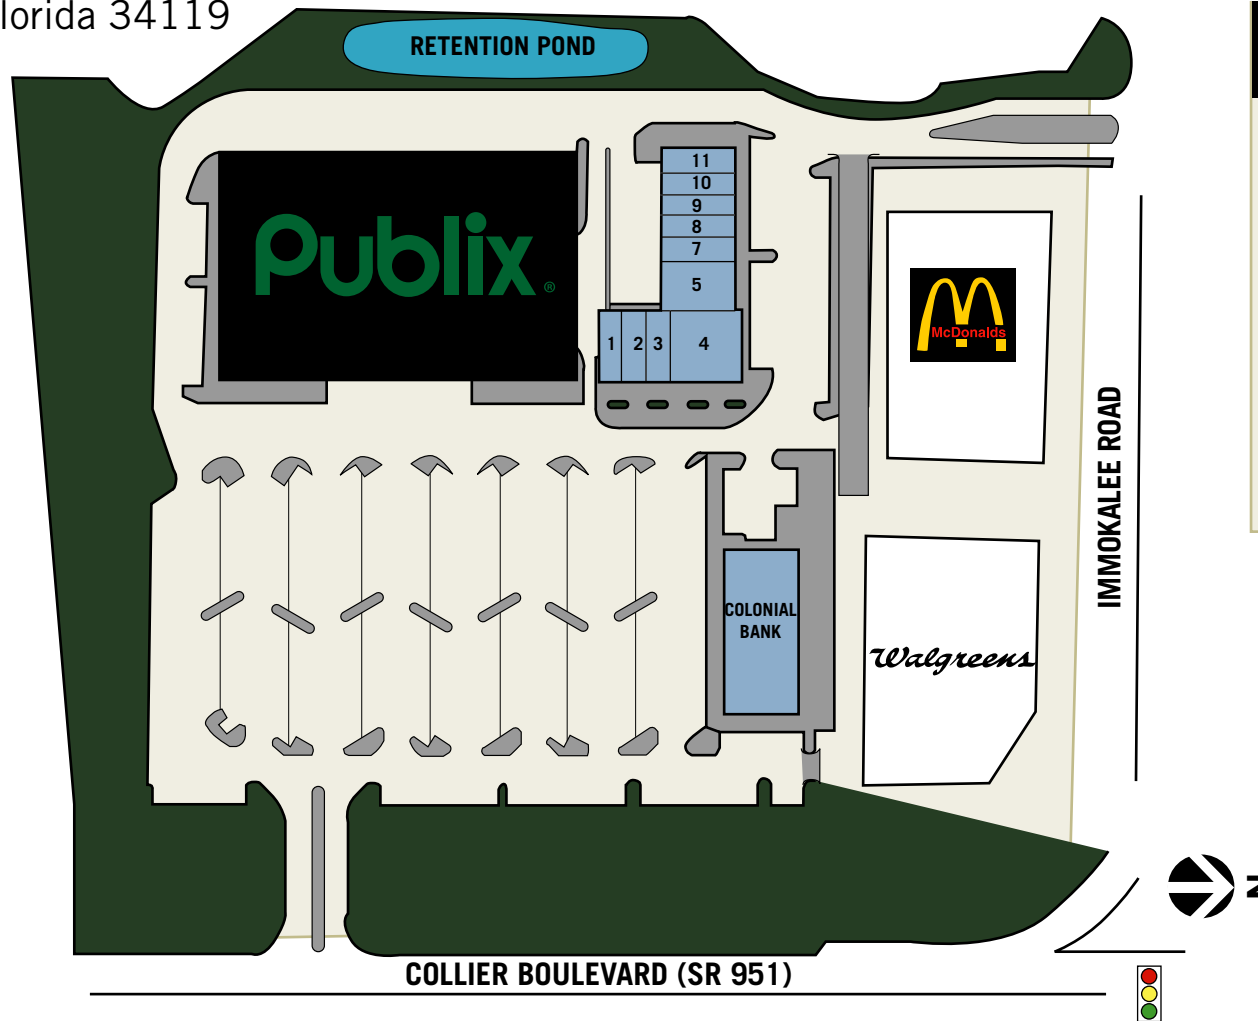 lorida 34119
RETENTION POND
11
10
9
8
7
5
1 2 3 4
Publix®
McDonalds
IMMOKALEE ROAD
COLONIAL
BANK
Walgreens
COLLIER BOULEVARD (SR 951)